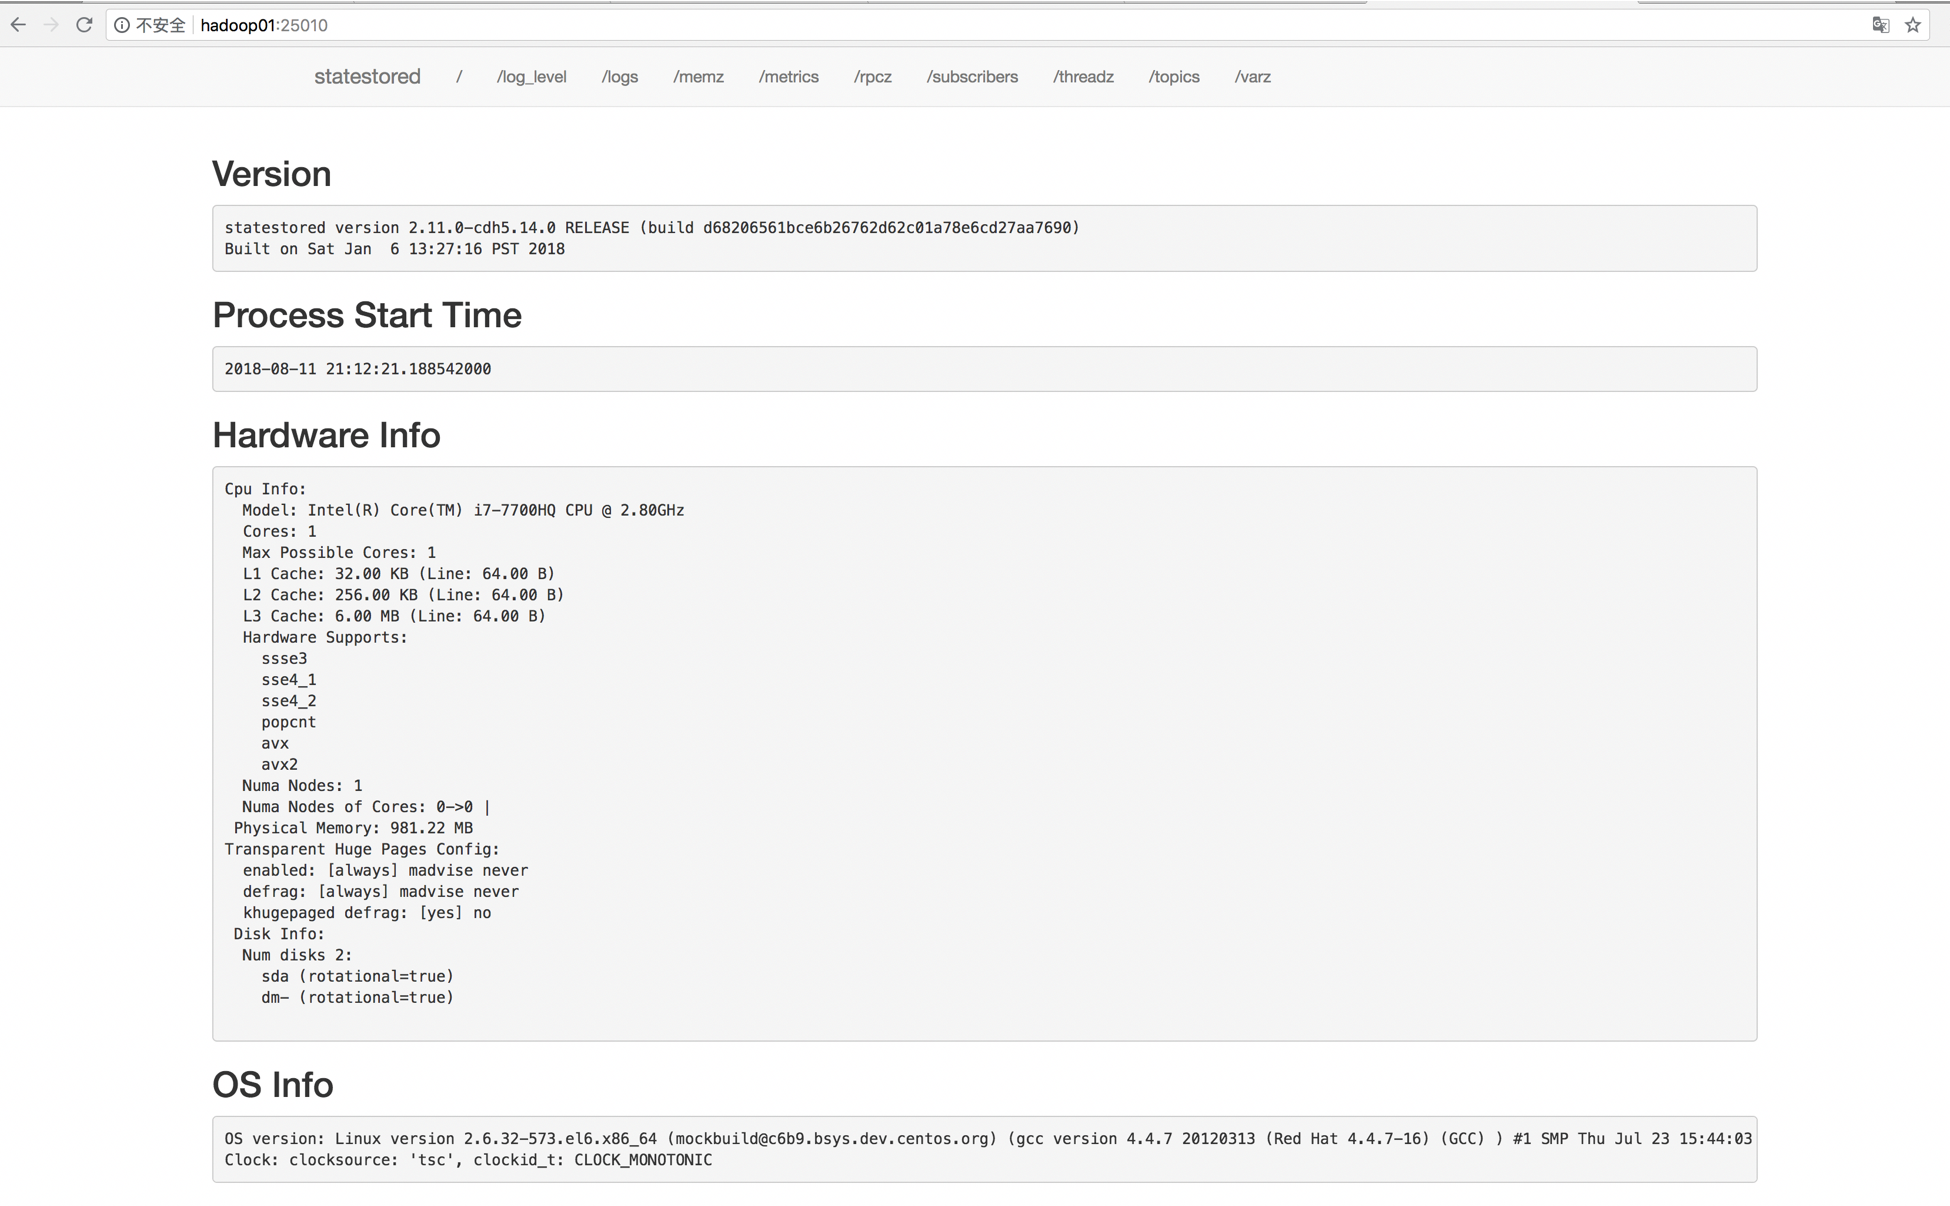 不安全 hadoop01:25010
statestored / /log_level /logs /memz /metrics /rpcz /subscribers /threadz /topics /varz
Version
statestored version 2.11.0-cdh5.14.0 RELEASE (build d68206561bce6b26762d62c01a78e6cd27aa7690)
Built on Sat Jan  6 13:27:16 PST 2018
Process Start Time
2018-08-11 21:12:21.188542000
Hardware Info
Cpu Info:
Model: Intel(R) Core(TM) i7-7700HQ CPU @ 2.80GHz
Cores: 1
Max Possible Cores: 1
L1 Cache: 32.00 KB (Line: 64.00 B)
L2 Cache: 256.00 KB (Line: 64.00 B)
L3 Cache: 6.00 MB (Line: 64.00 B)
Hardware Supports:
ssse3
sse4_1
sse4_2
popcnt
avx
avx2
Numa Nodes: 1
Numa Nodes of Cores: 0->0 |
Physical Memory: 981.22 MB
Transparent Huge Pages Config:
enabled: [always] madvise never
defrag: [always] madvise never
khugepaged defrag: [yes] no
Disk Info:
Num disks 2:
sda (rotational=true)
dm- (rotational=true)
OS Info
OS version: Linux version 2.6.32-573.el6.x86_64 (mockbuild@c6b9.bsys.dev.centos.org) (gcc version 4.4.7 20120313 (Red Hat 4.4.7-16) (GCC) ) #1 SMP Thu Jul 23 15:44:03
Clock: clocksource: 'tsc', clockid_t: CLOCK_MONOTONIC